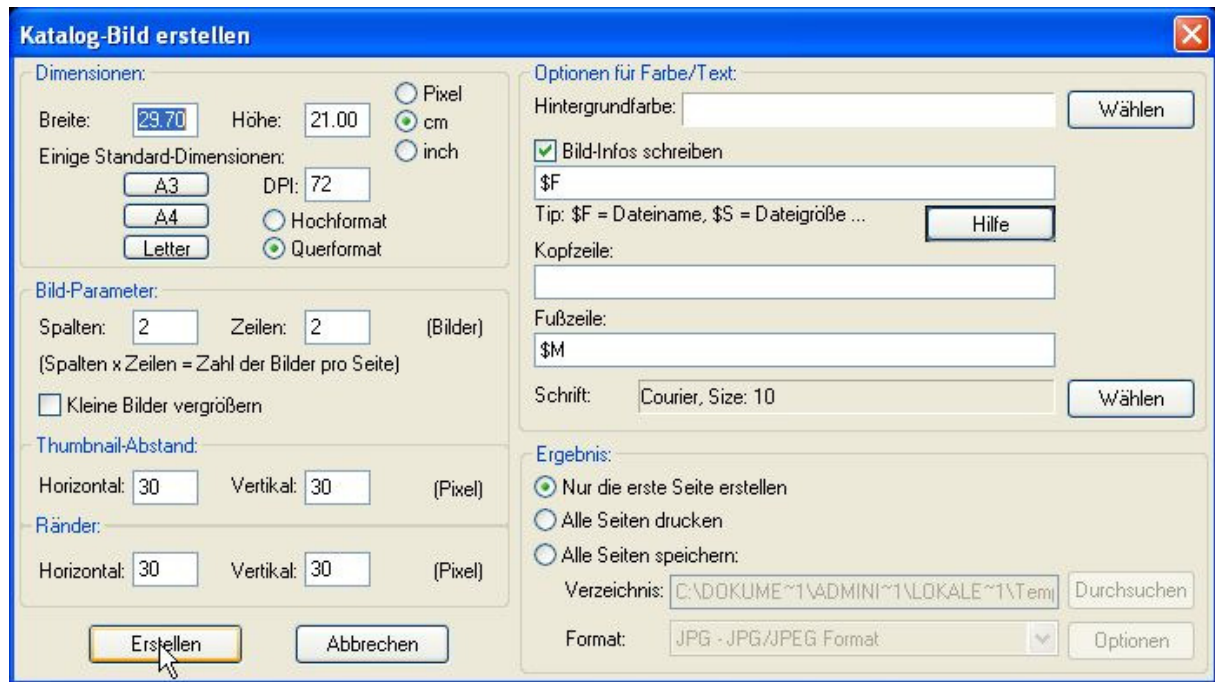 Katalog-Bild erstellen
Dimensionen:
Breite: 29.70 Höhe: 21.00
Pixel
cm
inch
Einige Standard-Dimensionen:
A3 DPI: 72
A4 Hochformat
Letter Querformat
Bild-Parameter:
Spalten: 2 Zeilen: 2 (Bilder)
(Spalten x Zeilen = Zahl der Bilder pro Seite)
Kleine Bilder vergrößern
Thumbnail-Abstand:
Horizontal: 30 Vertikal: 30 (Pixel)
Ränder:
Horizontal: 30 Vertikal: 30 (Pixel)
Erstellen Abbrechen
Optionen für Farbe/Text:
Hintergrundfarbe: Wählen
Bild-Infos schreiben
$F
Tip: $F = Dateiname, $S = Dateigröße ... Hilfe
Kopfzeile:
Fußzeile:
$M
Schrift: Courier, Size: 10 Wählen
Ergebnis:
Nur die erste Seite erstellen
Alle Seiten drucken
Alle Seiten speichern:
Verzeichnis: C:\DOKUME~1\ADMINI~1\LOKALE~1\Temp Durchsuchen
Format: JPG - JPG/JPEG Format Optionen